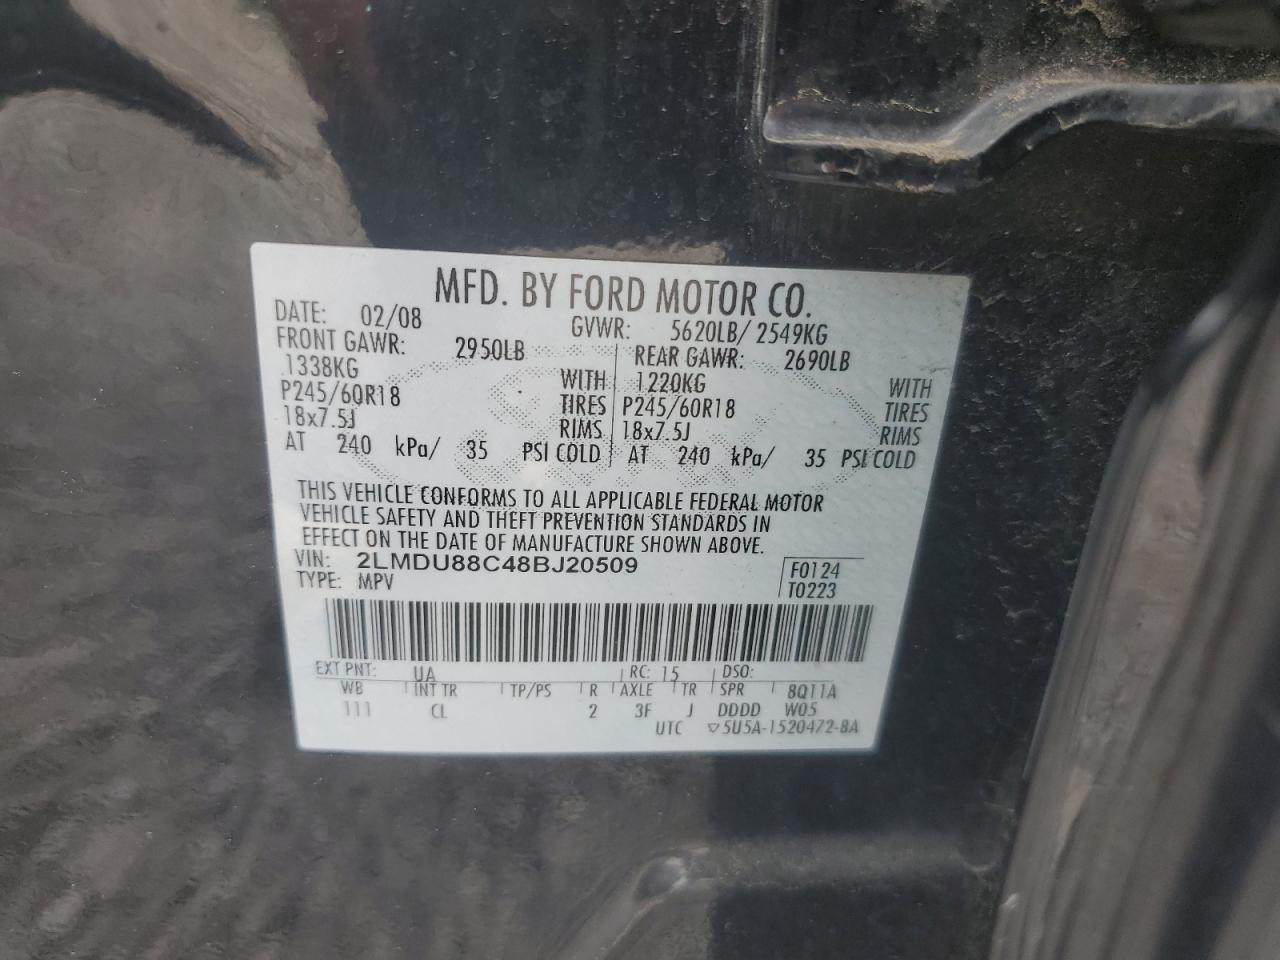 MFD. BY FORD MOTOR CO.
DATE: 02/08 GVWR: 5620LB/ 2549KG
FRONT GAWR: 2950LB REAR GAWR: 2690LB
1338KG WITH 1220KG WITH
P245/60R18 TIRES P245/60R18 TIRES
18x7.5J RIMS 18x7.5J RIMS
AT 240 kPa/ 35 PSI COLD AT 240 kPa/ 35 PSI COLD
THIS VEHICLE CONFORMS TO ALL APPLICABLE FEDERAL MOTOR
VEHICLE SAFETY AND THEFT PREVENTION STANDARDS IN
EFFECT ON THE DATE OF MANUFACTURE SHOWN ABOVE.
VIN: 2LMDU88C48BJ20509 F0124
TYPE: MPV T0223
EXT PNT: UA RC: 15 DSO:
WB INT TR TP/PS R AXLE TR SPR 8Q11A
111 CL 2 3F J DDDD W05
UTC ▽5U5A-1520472-BA